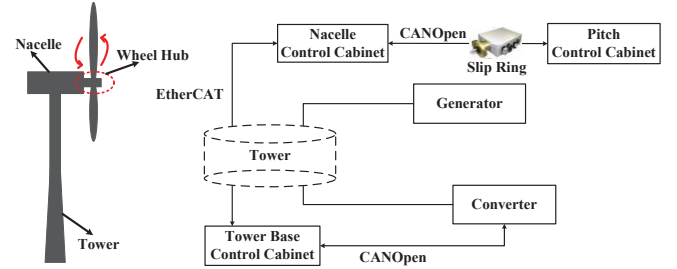 Nacelle
Wheel Hub
Tower
Nacelle
Control Cabinet
CANOpen
Slip Ring
Pitch
Control Cabinet
EtherCAT
Generator
Tower
Converter
Tower Base
Control Cabinet
CANOpen